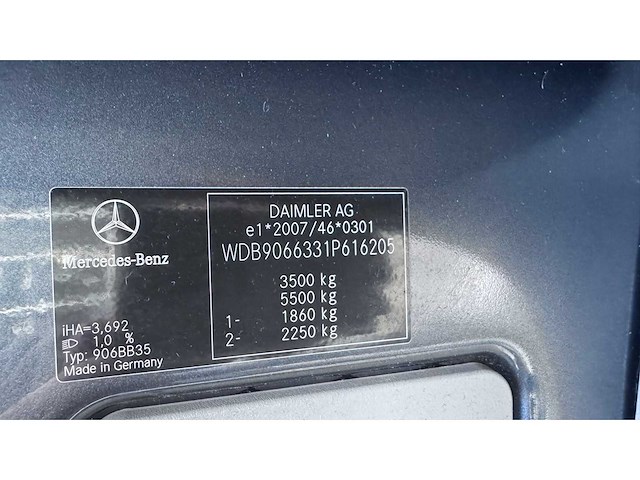 Mercedes-Benz
iHA=3,692
1,0 %
Typ: 906BB35
Made in Germany
DAIMLER AG
e1*2007/46*0301
WDB9066331P616205
3500 kg
5500 kg
1- 1860 kg
2- 2250 kg